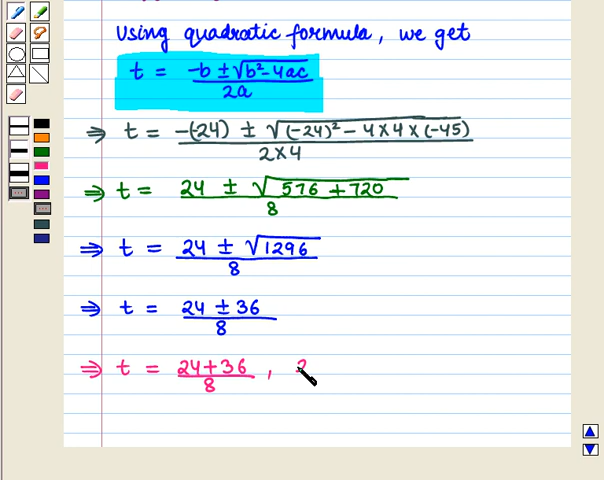 using quadratic formula, we get
t = -b ± √b² - 4ac / 2a
⇒ t = -(-24) ± √(-24)² - 4×4×(-45) / 2×4
⇒ t = 24 ± √576 + 720 / 8
⇒ t = 24 ± √1296 / 8
⇒ t = 24 ± 36 / 8
⇒ t = 24 + 36 / 8 ,